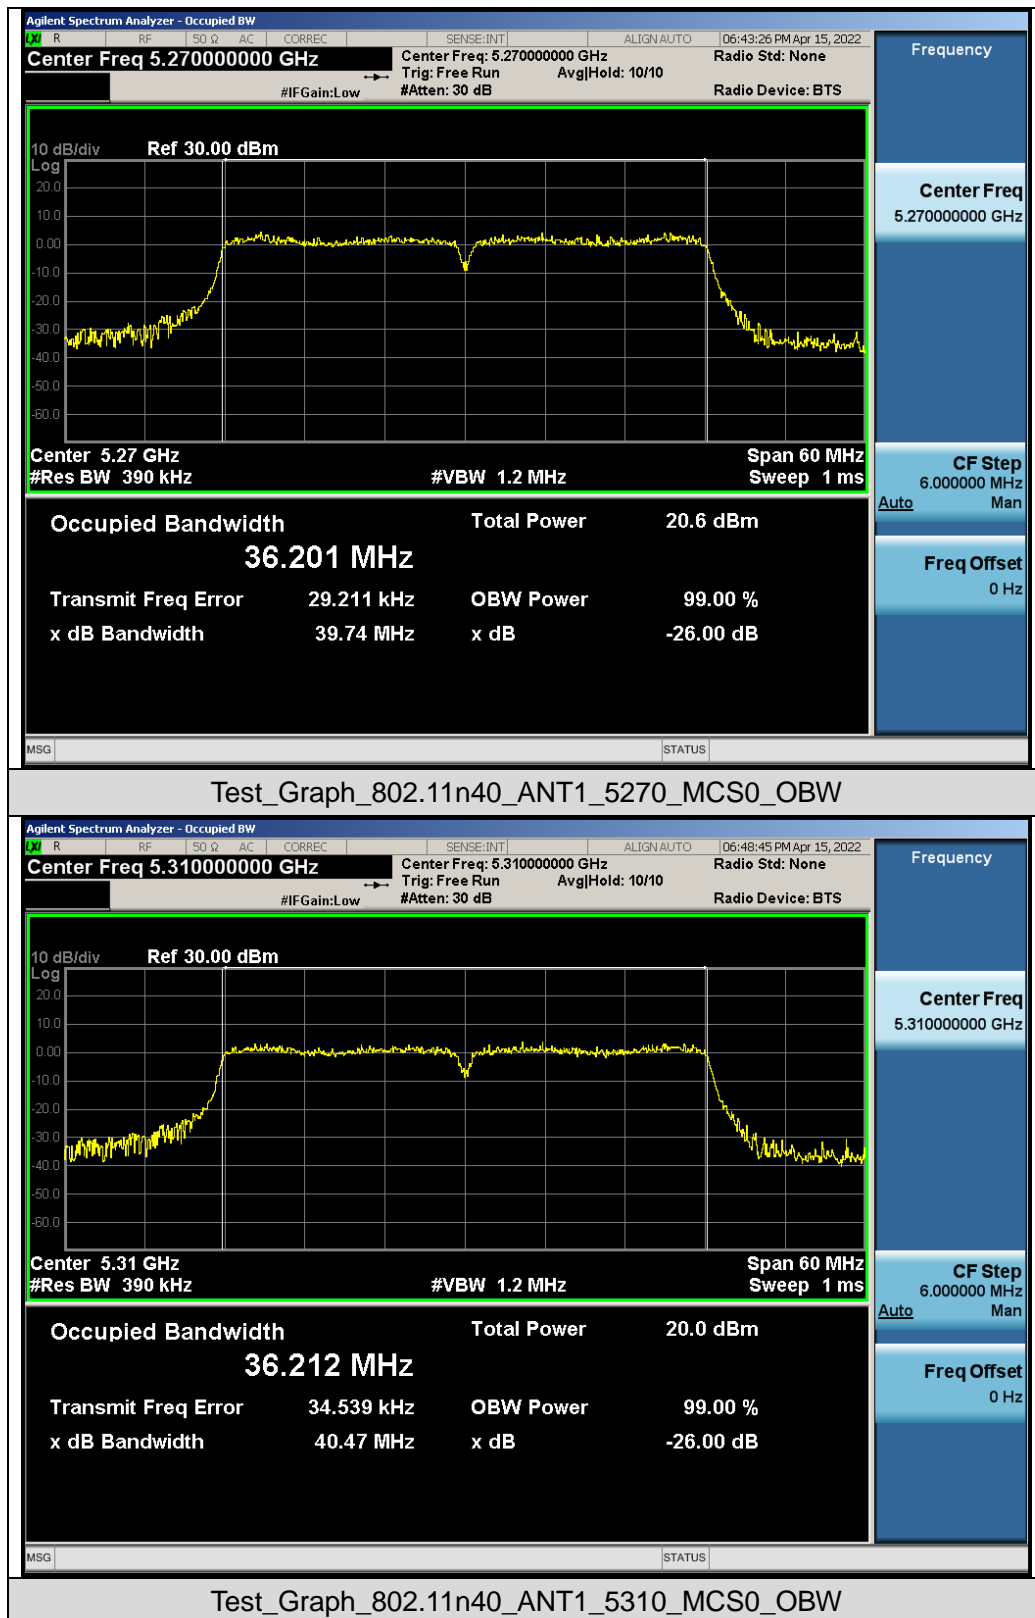 Agilent Spectrum Analyzer - Occupied BW
LXI R RF 50 Ω AC CORREC SENSE:INT ALIGN AUTO 06:43:26 PM Apr 15, 2022
Center Freq 5.270000000 GHz
Center Freq: 5.270000000 GHz
Radio Std: None
Trig: Free Run Avg|Hold: 10/10
#IFGain:Low #Atten: 30 dB Radio Device: BTS
10 dB/div Ref 30.00 dBm
Log
20.0
10.0
0.00
-10.0
-20.0
-30.0
-40.0
-50.0
-60.0
Center 5.27 GHz Span 60 MHz
#Res BW 390 kHz #VBW 1.2 MHz Sweep 1 ms
Occupied Bandwidth Total Power 20.6 dBm
36.201 MHz
Transmit Freq Error 29.211 kHz OBW Power 99.00 %
x dB Bandwidth 39.74 MHz x dB -26.00 dB
MSG STATUS
Frequency
Center Freq
5.270000000 GHz
CF Step
6.000000 MHz
Auto Man
Freq Offset
0 Hz
Test_Graph_802.11n40_ANT1_5270_MCS0_OBW
Agilent Spectrum Analyzer - Occupied BW
LXI R RF 50 Ω AC CORREC SENSE:INT ALIGN AUTO 06:48:45 PM Apr 15, 2022
Center Freq 5.310000000 GHz
Center Freq: 5.310000000 GHz
Radio Std: None
Trig: Free Run Avg|Hold: 10/10
#IFGain:Low #Atten: 30 dB Radio Device: BTS
10 dB/div Ref 30.00 dBm
Log
20.0
10.0
0.00
-10.0
-20.0
-30.0
-40.0
-50.0
-60.0
Center 5.31 GHz Span 60 MHz
#Res BW 390 kHz #VBW 1.2 MHz Sweep 1 ms
Occupied Bandwidth Total Power 20.0 dBm
36.212 MHz
Transmit Freq Error 34.539 kHz OBW Power 99.00 %
x dB Bandwidth 40.47 MHz x dB -26.00 dB
MSG STATUS
Frequency
Center Freq
5.310000000 GHz
CF Step
6.000000 MHz
Auto Man
Freq Offset
0 Hz
Test_Graph_802.11n40_ANT1_5310_MCS0_OBW